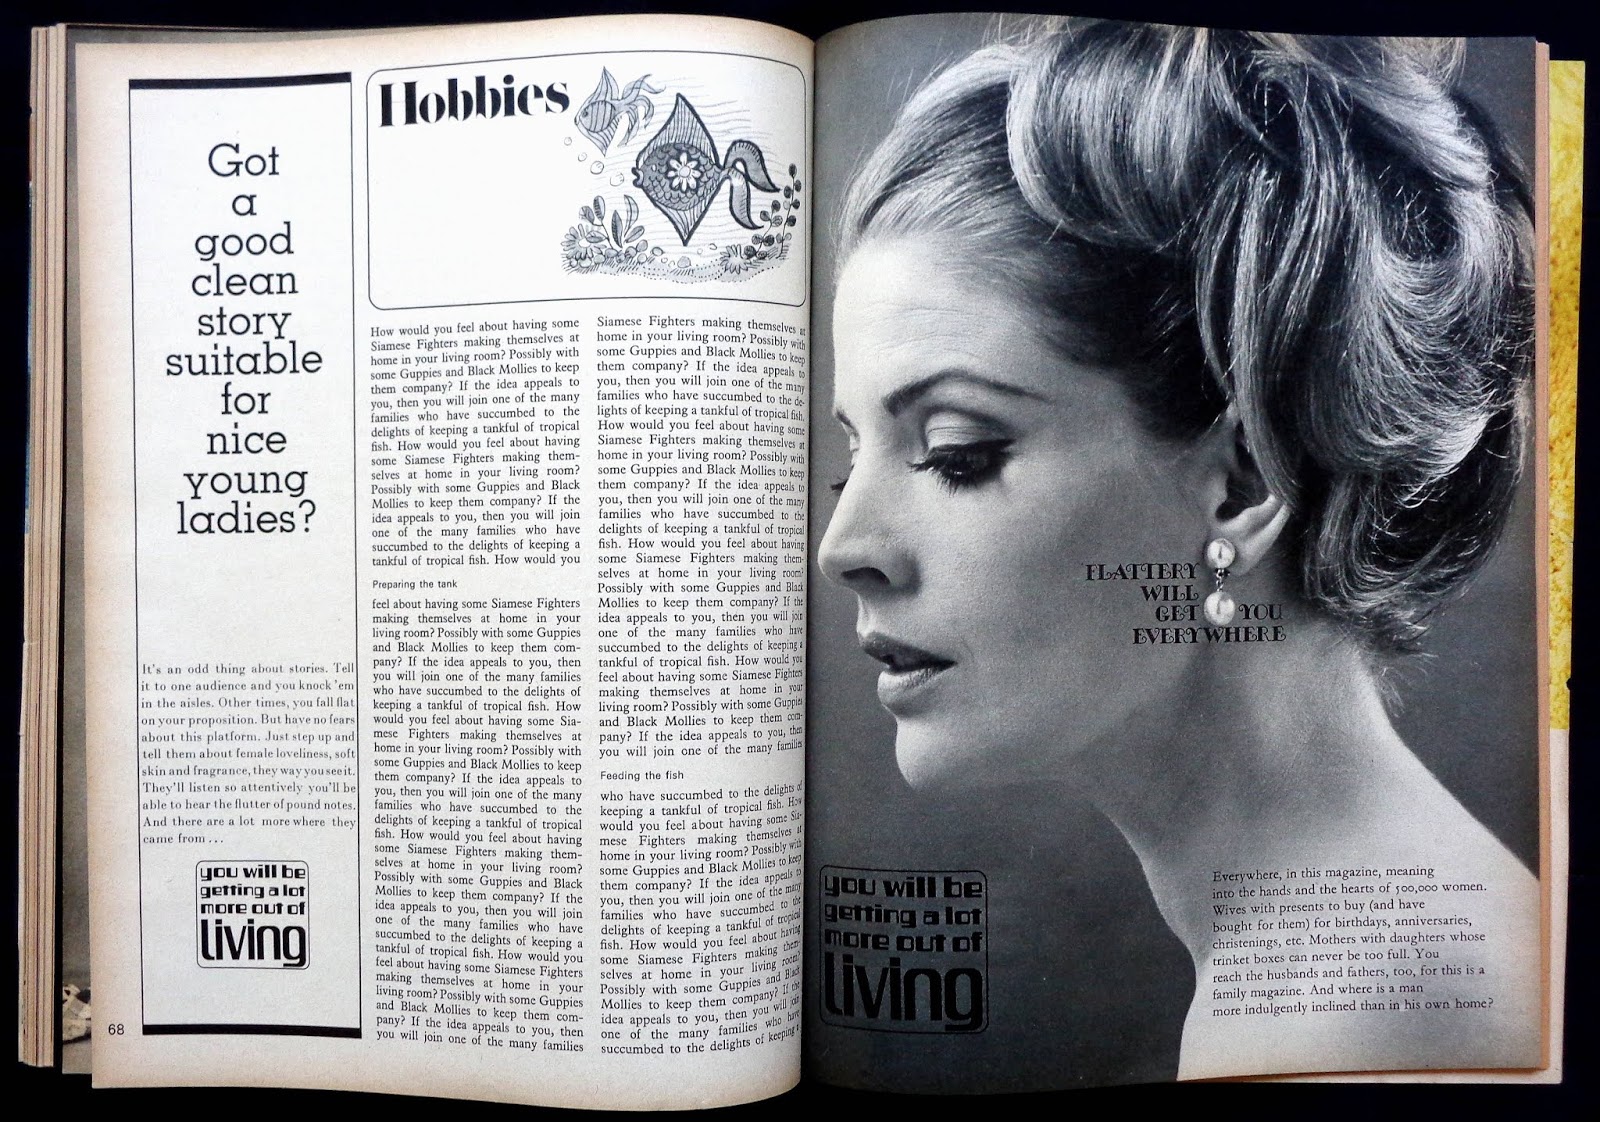 Got
a
good
clean
story
suitable
for
nice
young
ladies?
It's an odd thing about stories. Tell
it to one audience and you knock 'em
in the aisles. Other times, you fall flat
on your proposition. But have no fears
about this platform. Just step up and
tell them about female loveliness, soft
skin and fragrance, they way you see it.
They'll listen so attentively you'll be
able to hear the flutter of pound notes.
And there are a lot more where they
came from...
you will be
getting a lot
more out of
living
68
Hobbies
How would you feel about having some
Siamese Fighters making themselves at
home in your living room? Possibly with
some Guppies and Black Mollies to keep
them company? If the idea appeals to
you, then you will join one of the many
families who have succumbed to the
delights of keeping a tankful of tropical
fish. How would you feel about having
some Siamese Fighters making them-
selves at home in your living room?
Possibly with some Guppies and Black
Mollies to keep them company? If the
idea appeals to you, then you will join
one of the many families who have
succumbed to the delights of keeping a
tankful of tropical fish. How would you
Preparing the tank
feel about having some Siamese Fighters
making themselves at home in your
living room? Possibly with some Guppies
and Black Mollies to keep them com-
pany? If the idea appeals to you, then
you will join one of the many families
who have succumbed to the delights of
keeping a tankful of tropical fish. How
would you feel about having some Sia-
mese Fighters making themselves at
home in your living room? Possibly with
some Guppies and Black Mollies to keep
them company? If the idea appeals to
you, then you will join one of the many
families who have succumbed to the
delights of keeping a tankful of tropical
fish. How would you feel about having
some Siamese Fighters making them-
selves at home in your living room?
Possibly with some Guppies and Black
Mollies to keep them company? If the
idea appeals to you, then you will join
one of the many families who have
succumbed to the delights of keeping a
tankful of tropical fish. How would you
feel about having some Siamese Fighters
making themselves at home in your
living room? Possibly with some Guppies
and Black Mollies to keep them com-
pany? If the idea appeals to you, then
you will join one of the many families
Siamese Fighters making themselves at
home in your living room? Possibly with
some Guppies and Black Mollies to keep
them company? If the idea appeals to
you, then you will join one of the many
families who have succumbed to the de-
lights of keeping a tankful of tropical fish.
How would you feel about having some
Siamese Fighters making themselves at
home in your living room? Possibly with
some Guppies and Black Mollies to keep
them company? If the idea appeals to
you, then you will join one of the many
families who have succumbed to the
delights of keeping a tankful of tropical
fish. How would you feel about having
some Siamese Fighters making them-
selves at home in your living room?
Possibly with some Guppies and Black
Mollies to keep them company? If the
idea appeals to you, then you will join
one of the many families who have
succumbed to the delights of keeping a
tankful of tropical fish. How would you
feel about having some Siamese Fighters
making themselves at home in your
living room? Possibly with some Guppies
and Black Mollies to keep them com-
pany? If the idea appeals to you, then
you will join one of the many families
Feeding the fish
who have succumbed to the delights of
keeping a tankful of tropical fish. How
would you feel about having some Sia-
mese Fighters making themselves at
home in your living room? Possibly with
some Guppies and Black Mollies to keep
them company? If the idea appeals to
you, then you will join one of the many
families who have succumbed to the
delights of keeping a tankful of tropical
fish. How would you feel about having
some Siamese Fighters making them-
selves at home in your living room?
Possibly with some Guppies and Black
Mollies to keep them company? If the
idea appeals to you, then you will join
one of the many families who have
succumbed to the delights of keeping a
FLATTERY
WILL
GET YOU
EVERYWHERE
you will be
getting a lot
more out of
living
Everywhere, in this magazine, meaning
into the hands and the hearts of 500,000 women.
Wives with presents to buy (and have
bought for them) for birthdays, anniversaries,
christenings, etc. Mothers with daughters whose
trinket boxes can never be too full. You
reach the husbands and fathers, too, for this is a
family magazine. And where is a man
more indulgently inclined than in his own home?